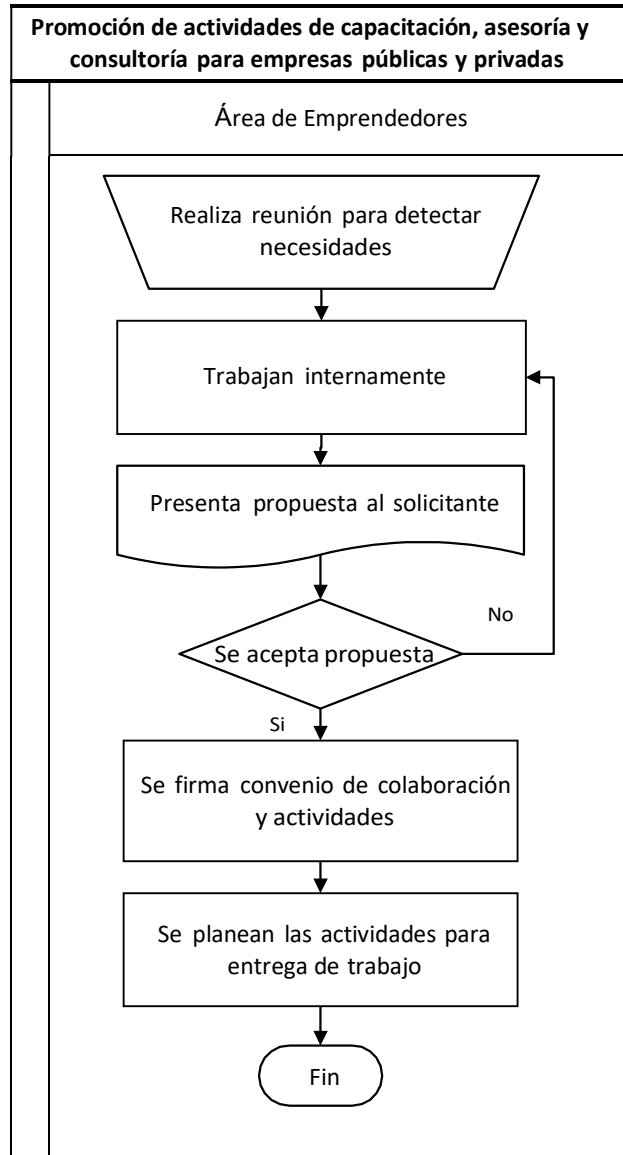 Promoción de actividades de capacitación, asesoría y
consultoría para empresas públicas y privadas
Área de Emprendedores
Realiza reunión para detectar
necesidades
Trabajan internamente
Presenta propuesta al solicitante
No
Se acepta propuesta
Si
Se firma convenio de colaboración
y actividades
Se planean las actividades para
entrega de trabajo
Fin